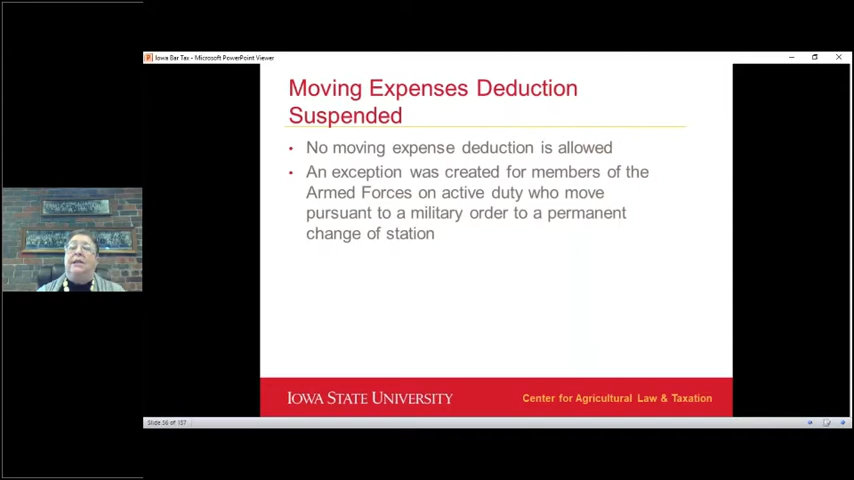 Iowa Bar Tax - Microsoft PowerPoint Viewer
Moving Expenses Deduction
Suspended
• No moving expense deduction is allowed
• An exception was created for members of the
Armed Forces on active duty who move
pursuant to a military order to a permanent
change of station
IOWA STATE UNIVERSITY
Center for Agricultural Law & Taxation
Slide 56 of 157